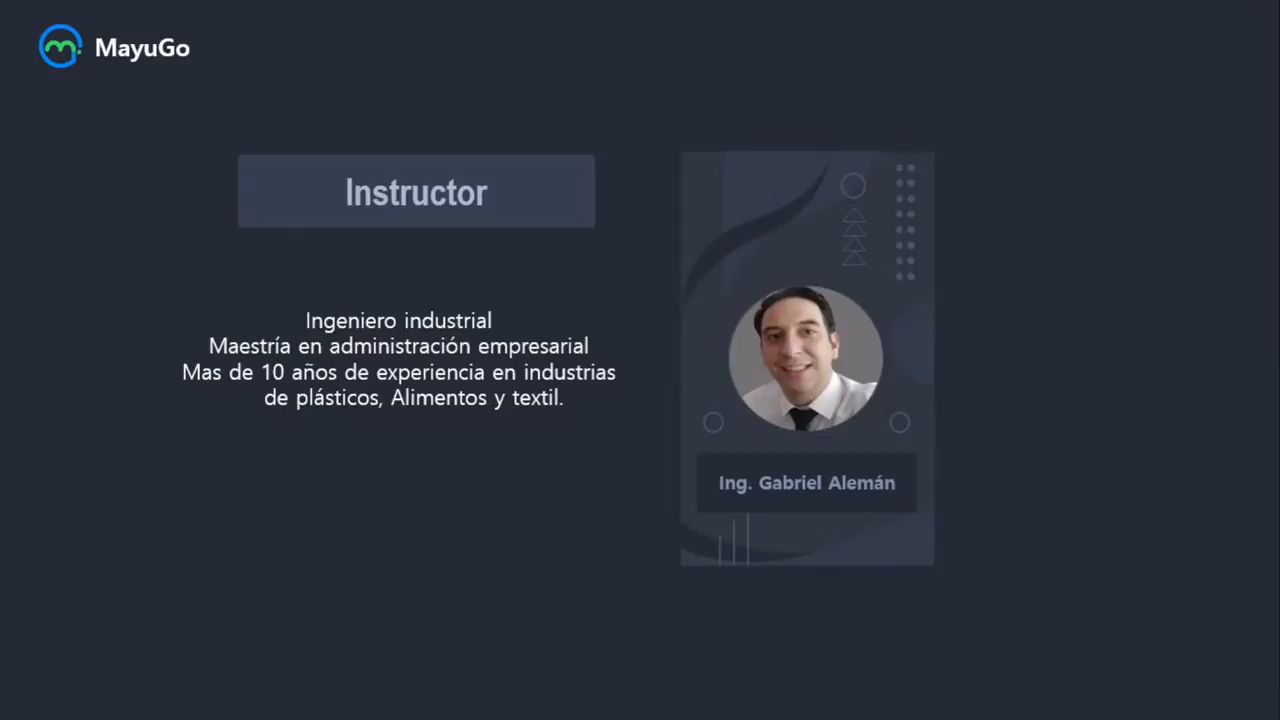 MayuGo
Instructor
Ingeniero industrial
Maestría en administración empresarial
Mas de 10 años de experiencia en industrias
de plásticos, Alimentos y textil.
Ing. Gabriel Alemán